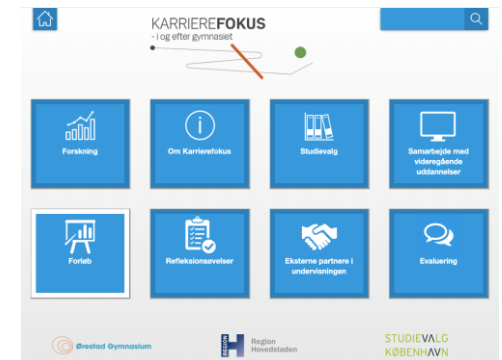 KARRIEREFOKUS
- i og efter gymnasiet
Forskning
Om Karrierefokus
Studievalg
Samarbejde med
videregående
uddannelser
Forløb
Refleksionsøvelser
Eksterne partnere i
undervisningen
Evaluering
Ørestad Gymnasium
REGION
Region
Hovedstaden
STUDIEVALG
KØBENHAVN